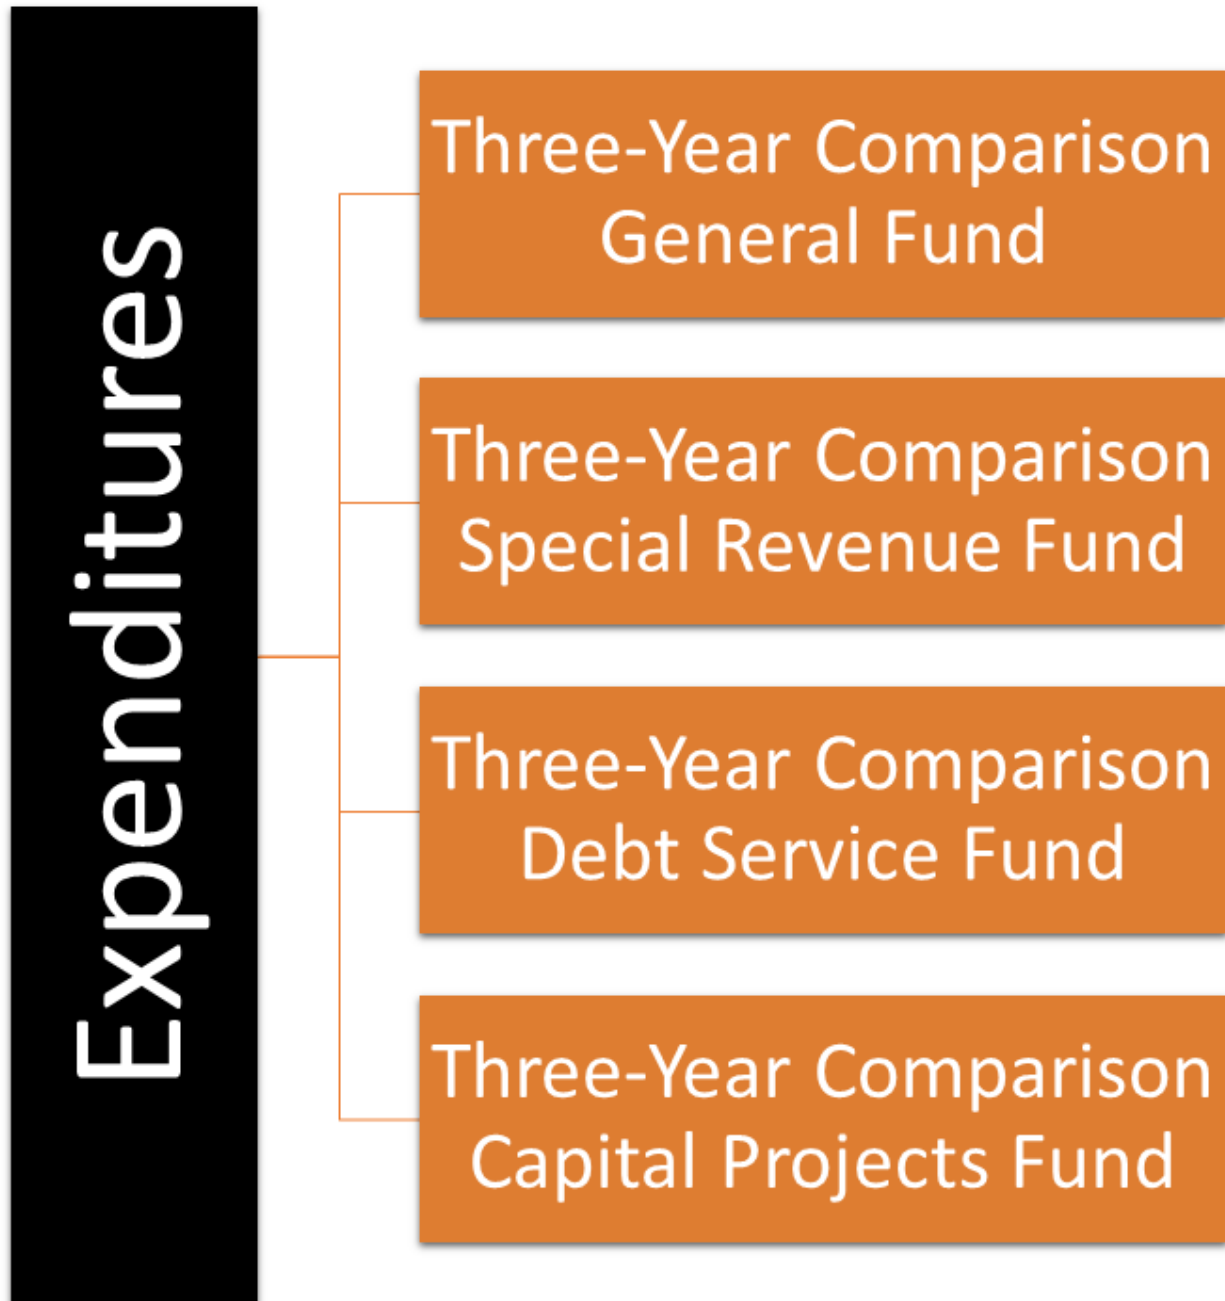 Expenditures
Three-Year Comparison
General Fund
Three-Year Comparison
Special Revenue Fund
Three-Year Comparison
Debt Service Fund
Three-Year Comparison
Capital Projects Fund